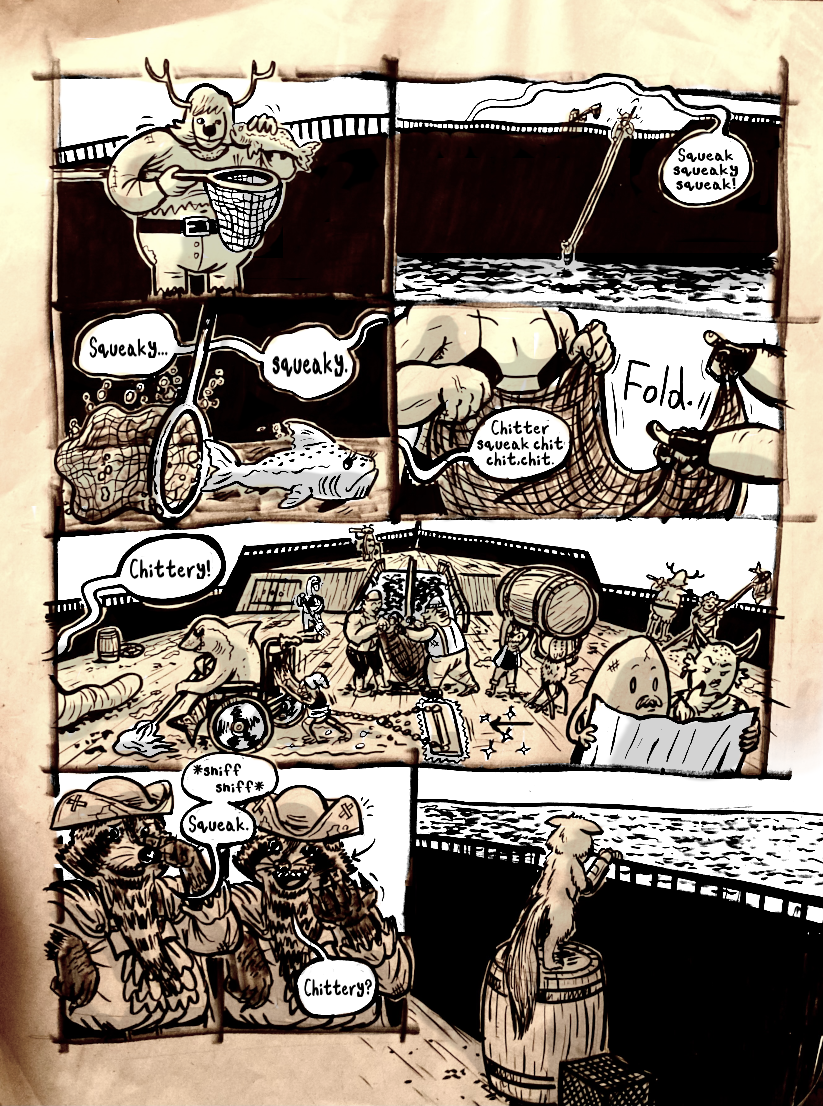 Squeak
squeaky
squeak!
Squeaky...
squeaky.
Fold.
Chitter
squeak chit
chit.chit.
Chittery!
*sniff
sniff*
Squeak.
Chittery?